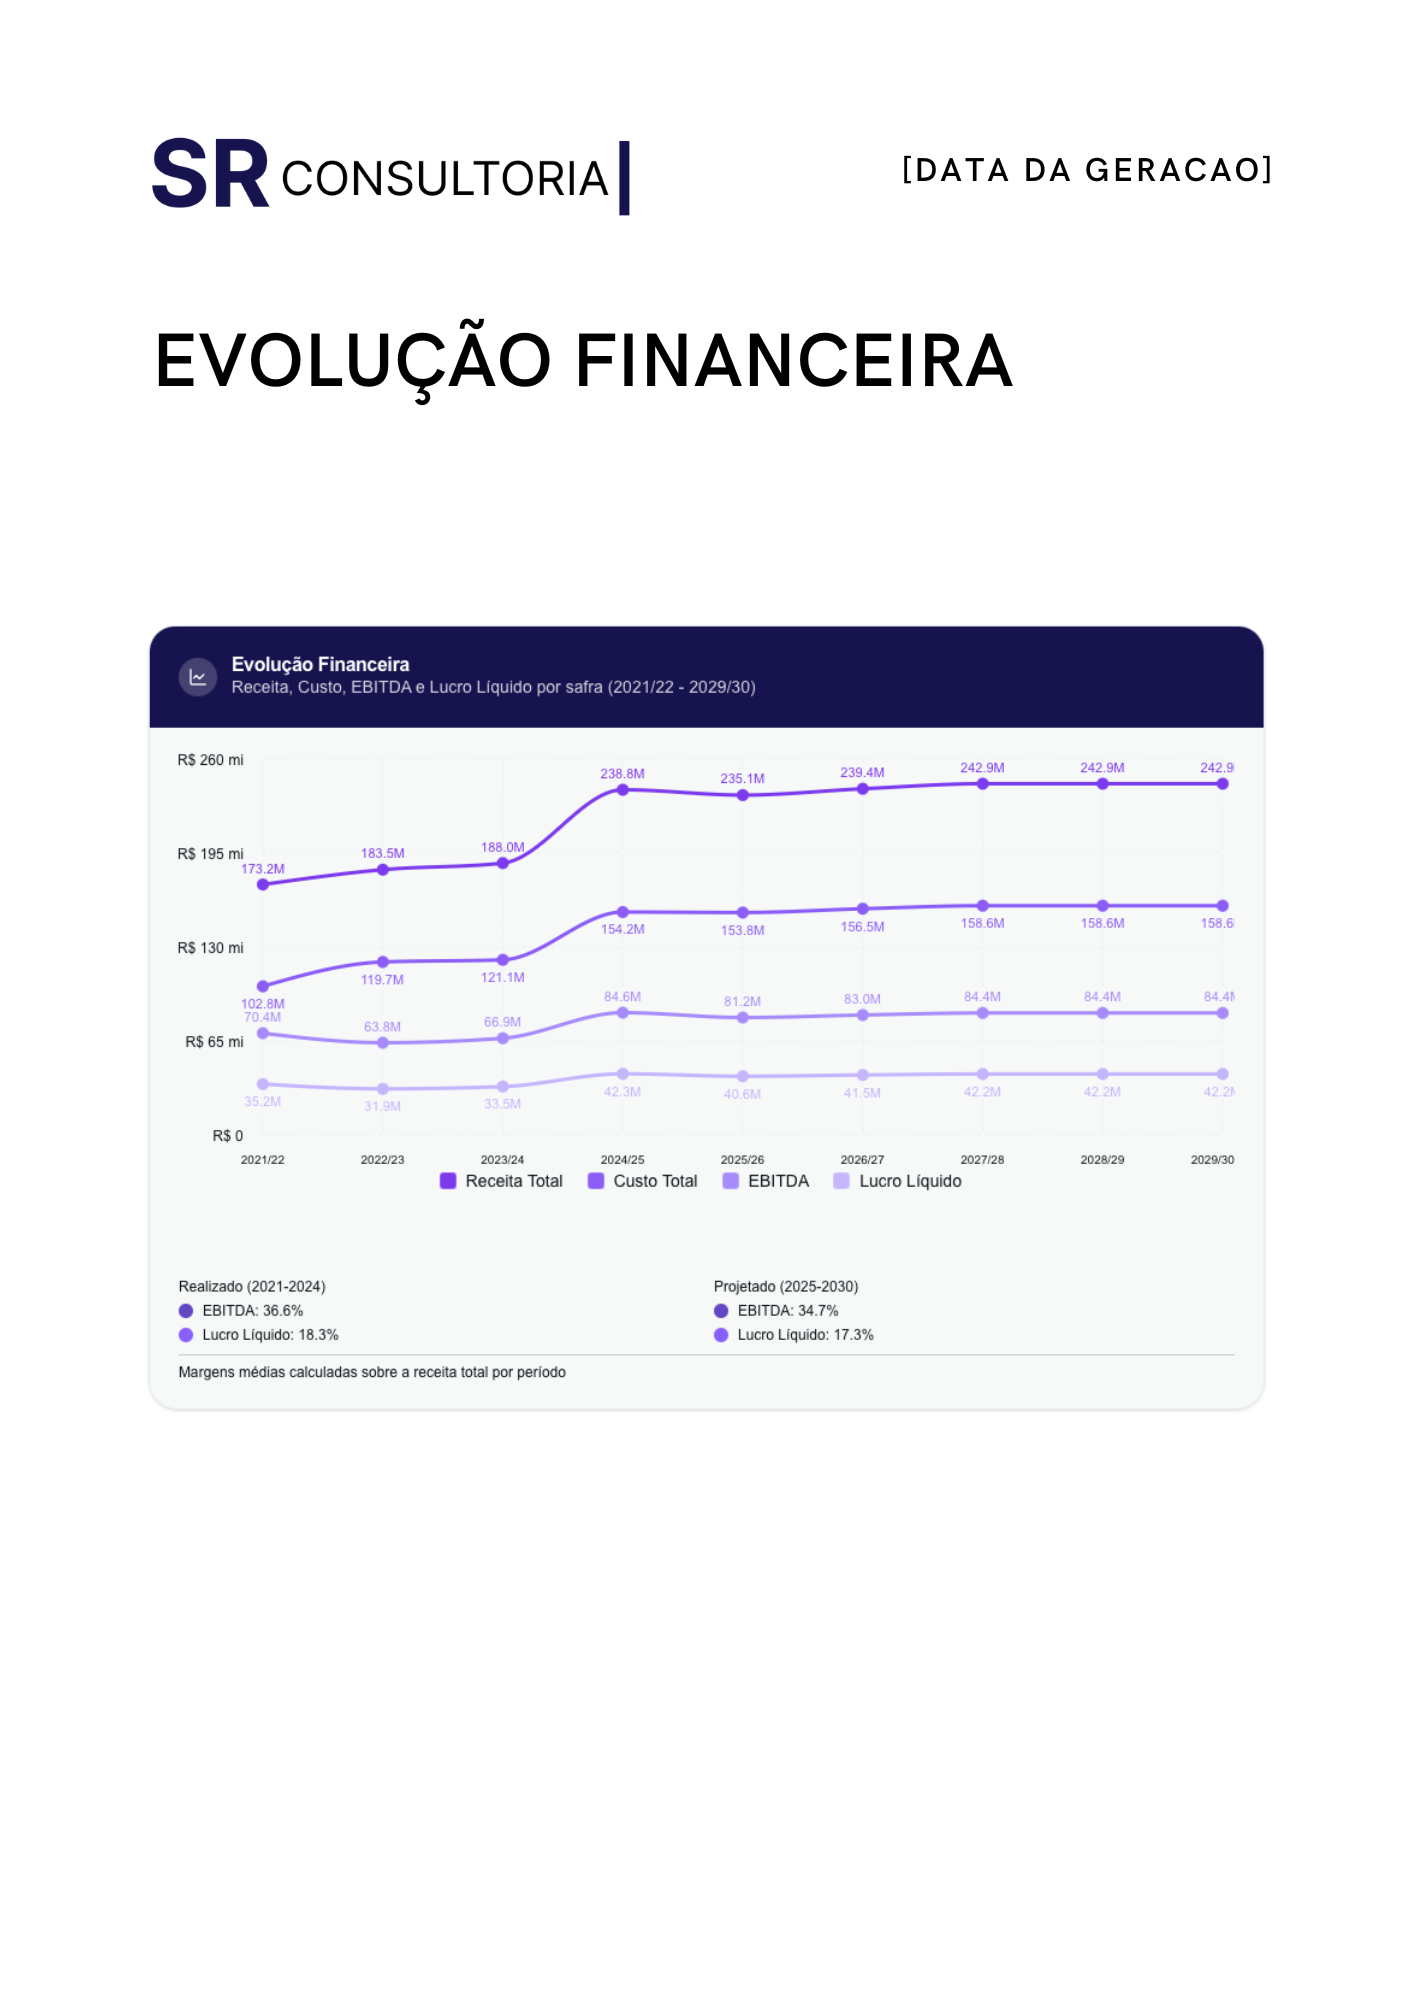 SR CONSULTORIA
[DATA DA GERACAO]
EVOLUÇÃO FINANCEIRA
Evolução Financeira
Receita, Custo, EBITDA e Lucro Líquido por safra (2021/22 - 2029/30)
R$ 260 mi
238.8M 235.1M 239.4M 242.9M 242.9M 242.9
R$ 195 mi
173.2M 183.5M 188.0M
R$ 130 mi
154.2M 153.8M 156.5M 158.6M 158.6M 158.6
102.8M 119.7M 121.1M
70.4M 63.8M 66.9M 84.6M 81.2M 83.0M 84.4M 84.4M 84.4M
R$ 65 mi
35.2M 31.9M 33.5M 42.3M 40.6M 41.5M 42.2M 42.2M 42.2M
R$ 0
2021/22 2022/23 2023/24 2024/25 2025/26 2026/27 2027/28 2028/29 2029/30
Receita Total Custo Total EBITDA Lucro Líquido
Realizado (2021-2024)
EBITDA: 36.6%
Lucro Líquido: 18.3%
Projetado (2025-2030)
EBITDA: 34.7%
Lucro Líquido: 17.3%
Margens médias calculadas sobre a receita total por período